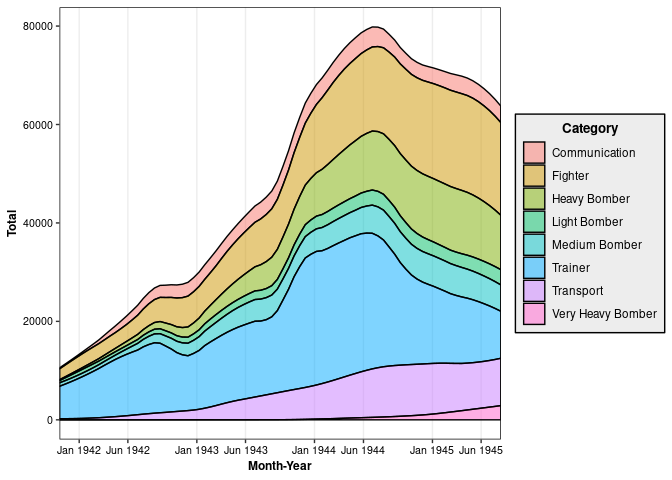 80000
60000
40000
20000
0
Total
Jan 1942 Jun 1942 Jan 1943 Jun 1943 Jan 1944 Jun 1944 Jan 1945 Jun 1945
Month-Year
Category
Communication
Fighter
Heavy Bomber
Light Bomber
Medium Bomber
Trainer
Transport
Very Heavy Bomber